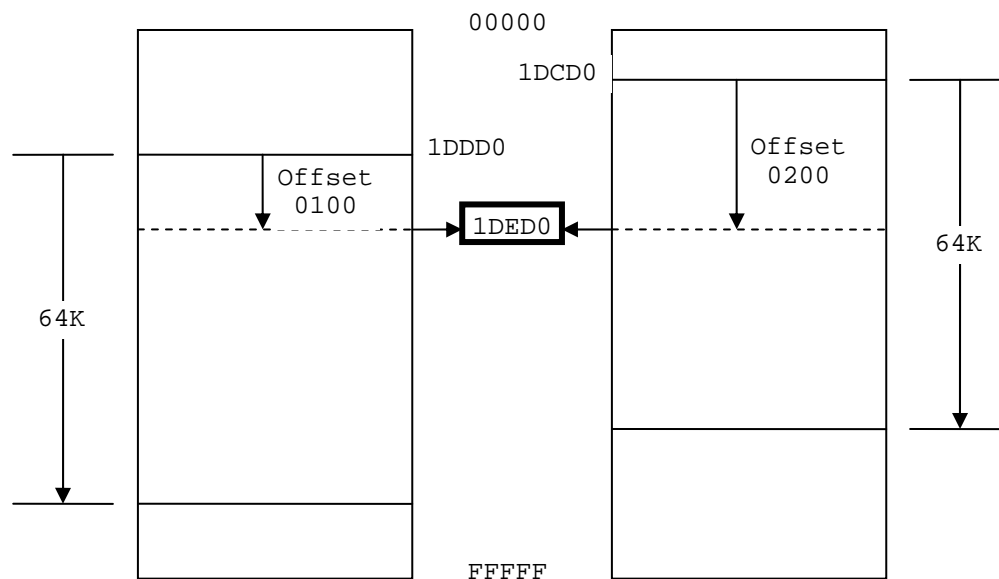 00000
1DCD0
1DDD0
Offset
0100
Offset
0200
1DED0
64K
64K
FFFFF